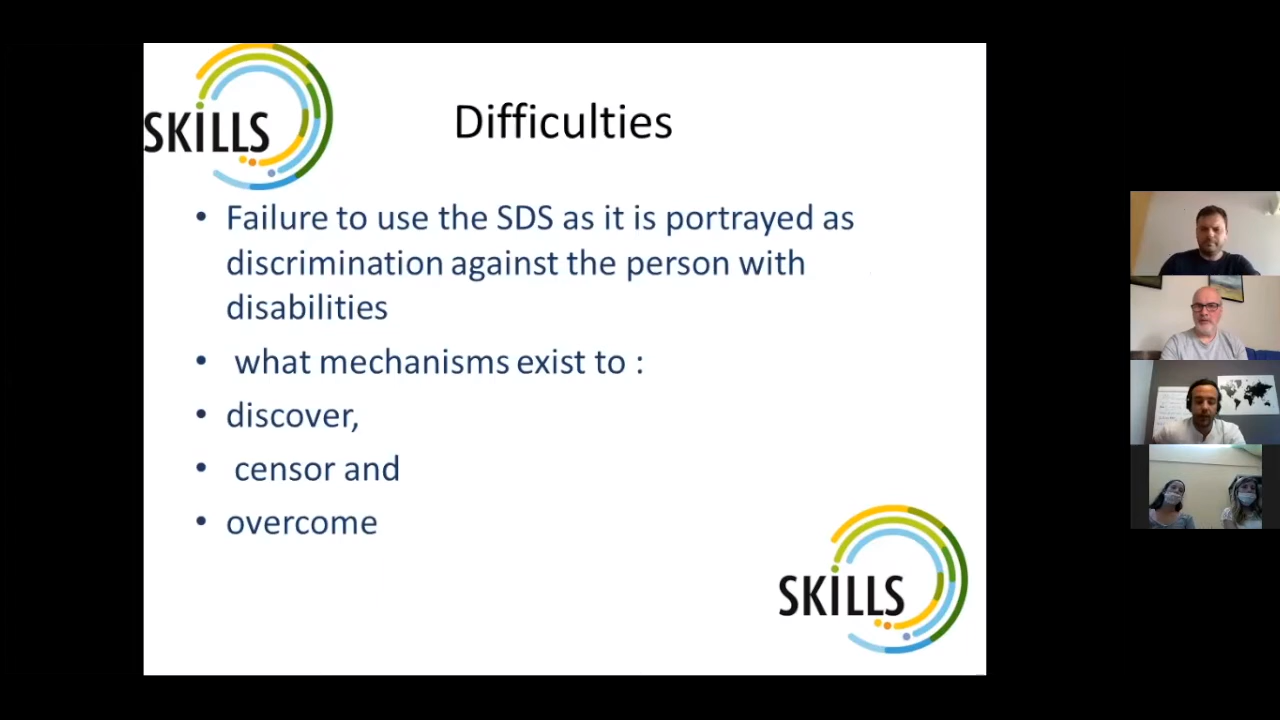 SKILLS
Difficulties
• Failure to use the SDS as it is portrayed as
discrimination against the person with
disabilities
• what mechanisms exist to :
• discover,
• censor and
• overcome
SKILLS